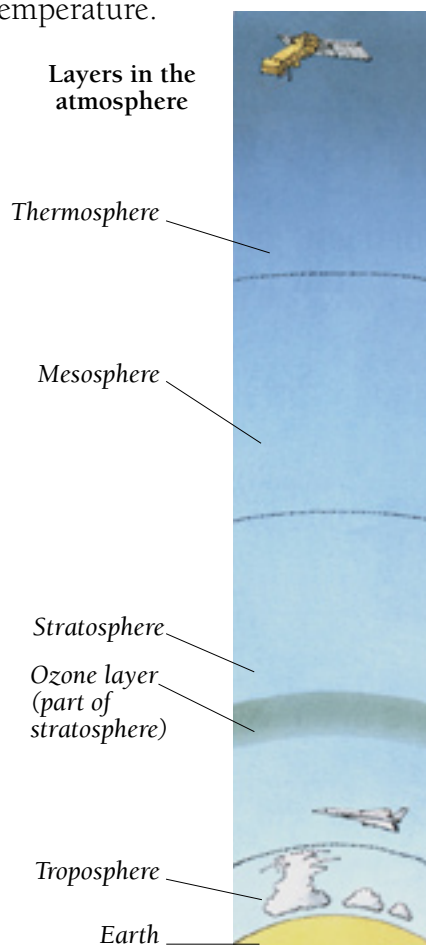 emperature.
Layers in the
atmosphere
Thermosphere
Mesosphere
Stratosphere
Ozone layer
(part of
stratosphere)
Troposphere
Earth